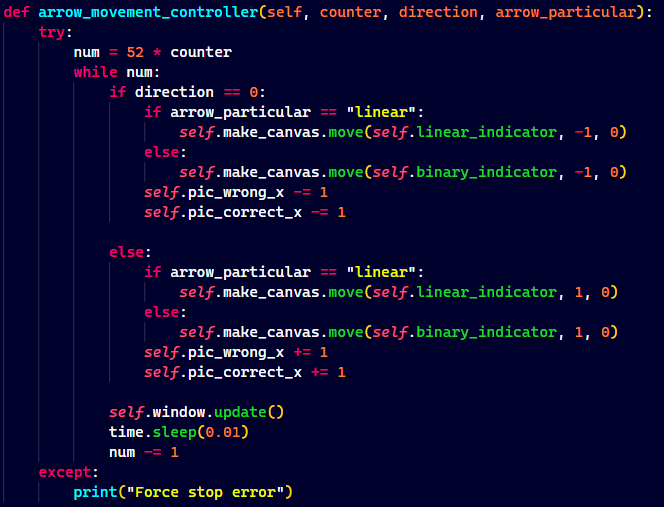 def arrow_movement_controller(self, counter, direction, arrow_particular):
    try:
        num = 52 * counter
        while num:
            if direction == 0:
                if arrow_particular == "linear":
                    self.make_canvas.move(self.linear_indicator, -1, 0)
                else:
                    self.make_canvas.move(self.binary_indicator, -1, 0)
                self.pic_wrong_x -= 1
                self.pic_correct_x -= 1

            else:
                if arrow_particular == "linear":
                    self.make_canvas.move(self.linear_indicator, 1, 0)
                else:
                    self.make_canvas.move(self.binary_indicator, 1, 0)
                self.pic_wrong_x += 1
                self.pic_correct_x += 1

            self.window.update()
            time.sleep(0.01)
            num -= 1
    except:
        print("Force stop error")